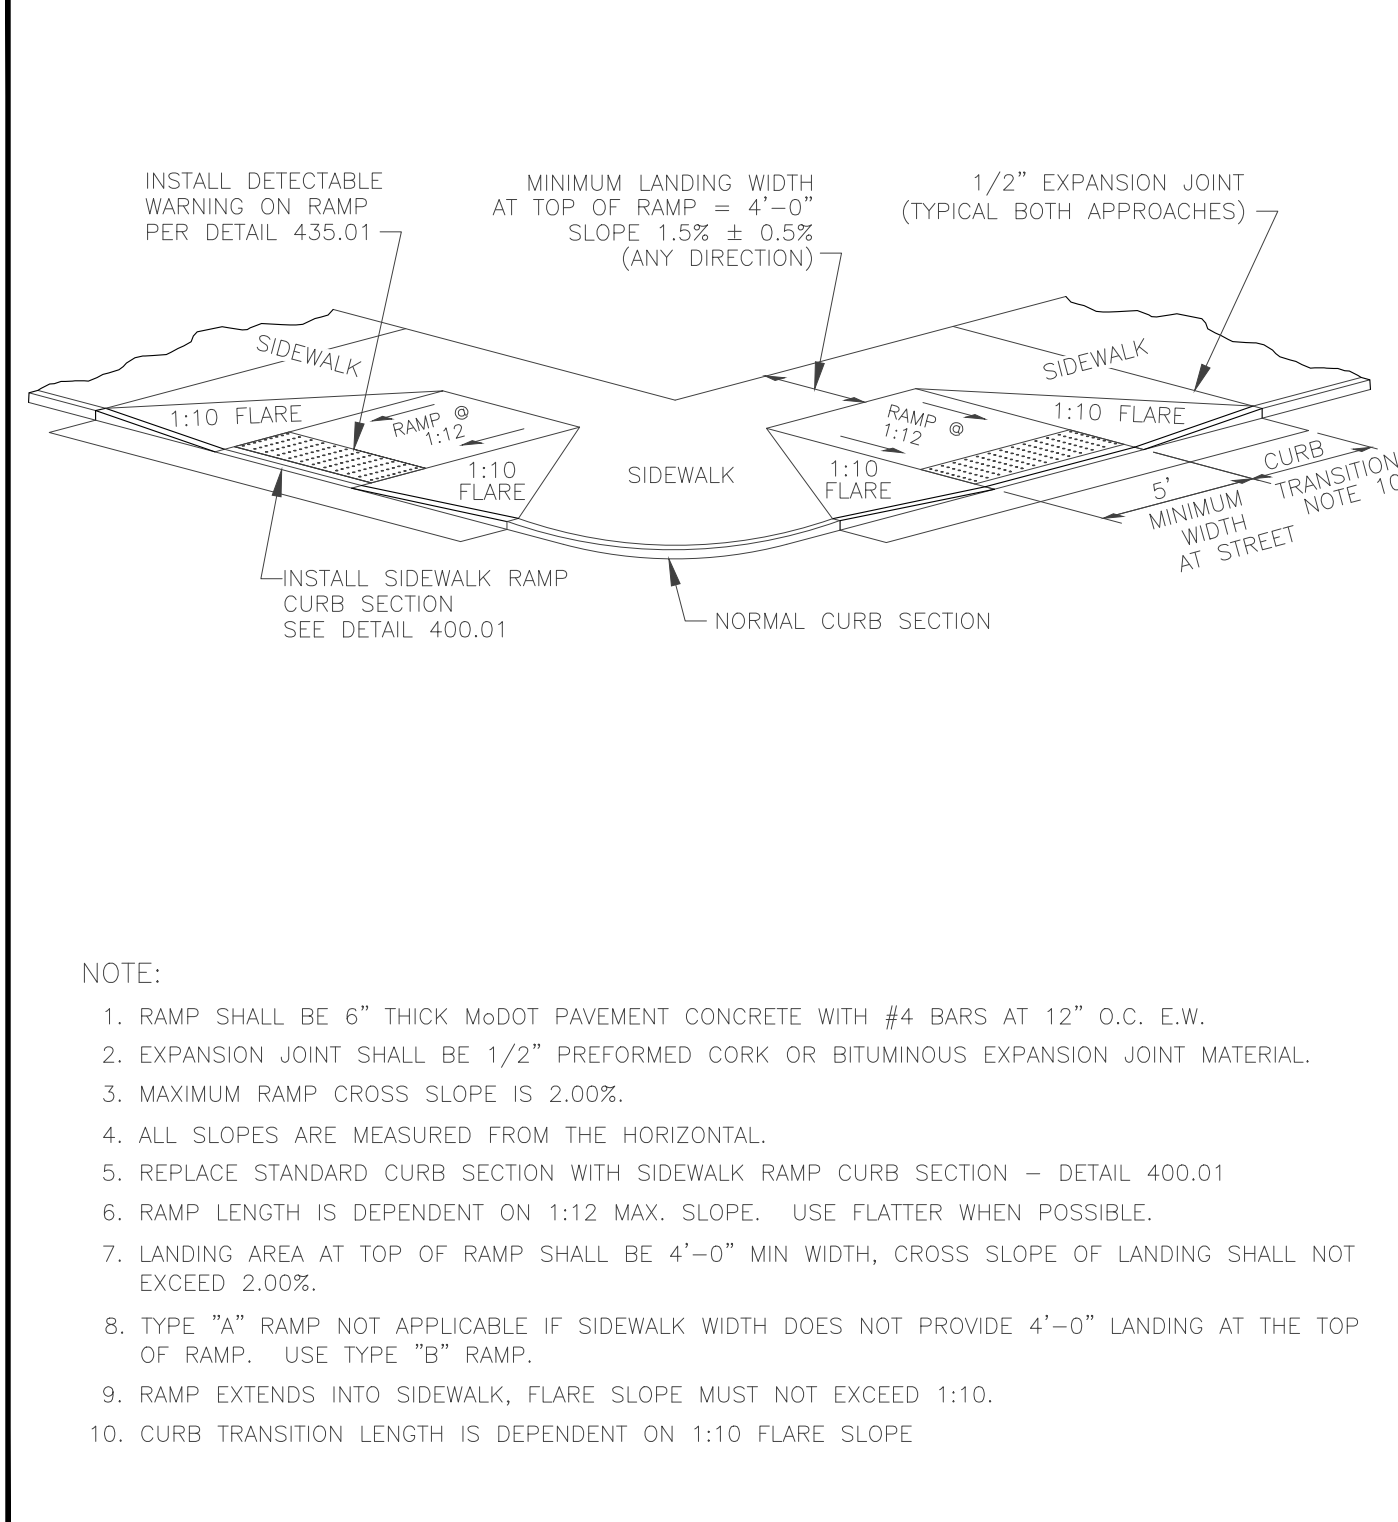 INSTALL DETECTABLE
WARNING ON RAMP
PER DETAIL 435.01
MINIMUM LANDING WIDTH
AT TOP OF RAMP = 4'-0"
SLOPE 1.5% ± 0.5%
(ANY DIRECTION)
1/2" EXPANSION JOINT
(TYPICAL BOTH APPROACHES)
SIDEWALK
SIDEWALK
1:10 FLARE
RAMP @
1:12
1:10
FLARE
SIDEWALK
RAMP @
1:12
1:10
FLARE
1:10 FLARE
5'
MINIMUM
WIDTH
AT STREET
CURB
TRANSITION
NOTE 10
INSTALL SIDEWALK RAMP
CURB SECTION
SEE DETAIL 400.01
NORMAL CURB SECTION
NOTE:
1. RAMP SHALL BE 6" THICK MoDOT PAVEMENT CONCRETE WITH #4 BARS AT 12" O.C. E.W.
2. EXPANSION JOINT SHALL BE 1/2" PREFORMED CORK OR BITUMINOUS EXPANSION JOINT MATERIAL.
3. MAXIMUM RAMP CROSS SLOPE IS 2.00%.
4. ALL SLOPES ARE MEASURED FROM THE HORIZONTAL.
5. REPLACE STANDARD CURB SECTION WITH SIDEWALK RAMP CURB SECTION - DETAIL 400.01
6. RAMP LENGTH IS DEPENDENT ON 1:12 MAX. SLOPE. USE FLATTER WHEN POSSIBLE.
7. LANDING AREA AT TOP OF RAMP SHALL BE 4'-0" MIN WIDTH, CROSS SLOPE OF LANDING SHALL NOT
EXCEED 2.00%.
8. TYPE "A" RAMP NOT APPLICABLE IF SIDEWALK WIDTH DOES NOT PROVIDE 4'-0" LANDING AT THE TOP
OF RAMP. USE TYPE "B" RAMP.
9. RAMP EXTENDS INTO SIDEWALK, FLARE SLOPE MUST NOT EXCEED 1:10.
10. CURB TRANSITION LENGTH IS DEPENDENT ON 1:10 FLARE SLOPE